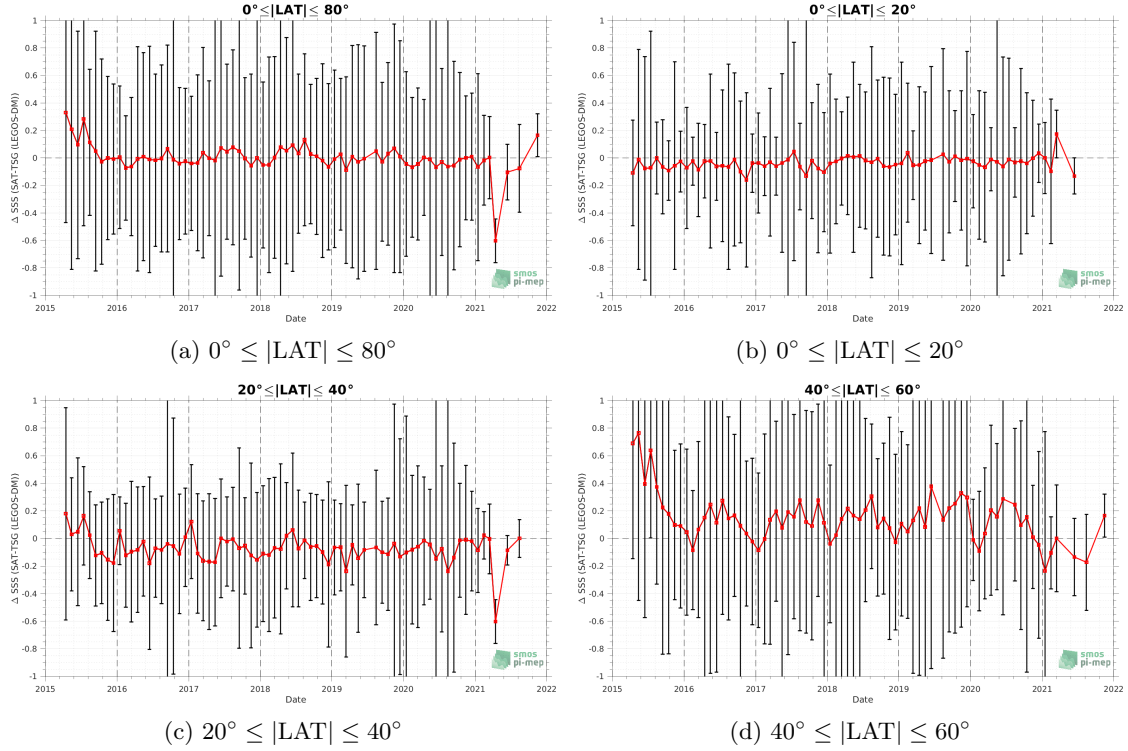 0°≤|LAT|≤ 80°
1
0.8
0.6
0.4
0.2
0
-0.2
-0.4
-0.6
-0.8
-1
Δ SSS (SAT-TSG (LEGOS-DM))
2015 2016 2017 2018 2019 2020 2021 2022
Date
smos
pi-mep
(a) 0° ≤ |LAT| ≤ 80°
0°≤|LAT|≤ 20°
1
0.8
0.6
0.4
0.2
0
-0.2
-0.4
-0.6
-0.8
-1
Δ SSS (SAT-TSG (LEGOS-DM))
2015 2016 2017 2018 2019 2020 2021 2022
Date
smos
pi-mep
(b) 0° ≤ |LAT| ≤ 20°
20°≤|LAT|≤ 40°
1
0.8
0.6
0.4
0.2
0
-0.2
-0.4
-0.6
-0.8
-1
Δ SSS (SAT-TSG (LEGOS-DM))
2015 2016 2017 2018 2019 2020 2021 2022
Date
smos
pi-mep
(c) 20° ≤ |LAT| ≤ 40°
40°≤|LAT|≤ 60°
1
0.8
0.6
0.4
0.2
0
-0.2
-0.4
-0.6
-0.8
-1
Δ SSS (SAT-TSG (LEGOS-DM))
2015 2016 2017 2018 2019 2020 2021 2022
Date
smos
pi-mep
(d) 40° ≤ |LAT| ≤ 60°